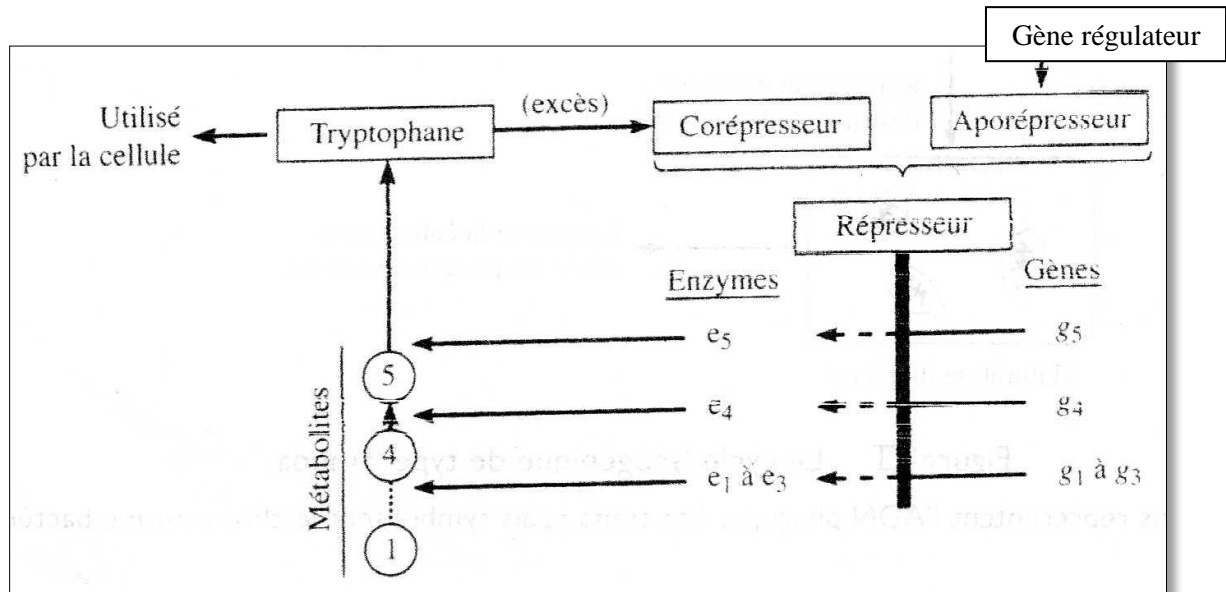 Gène régulateur
Utilisé
par la cellule
Tryptophane
(excès)
Corépresseur
Aporépresseur
Répresseur
Enzymes
Gènes
e5
g5
e4
g4
e1 à e3
g1 à g3
Métabolites
5
4
1